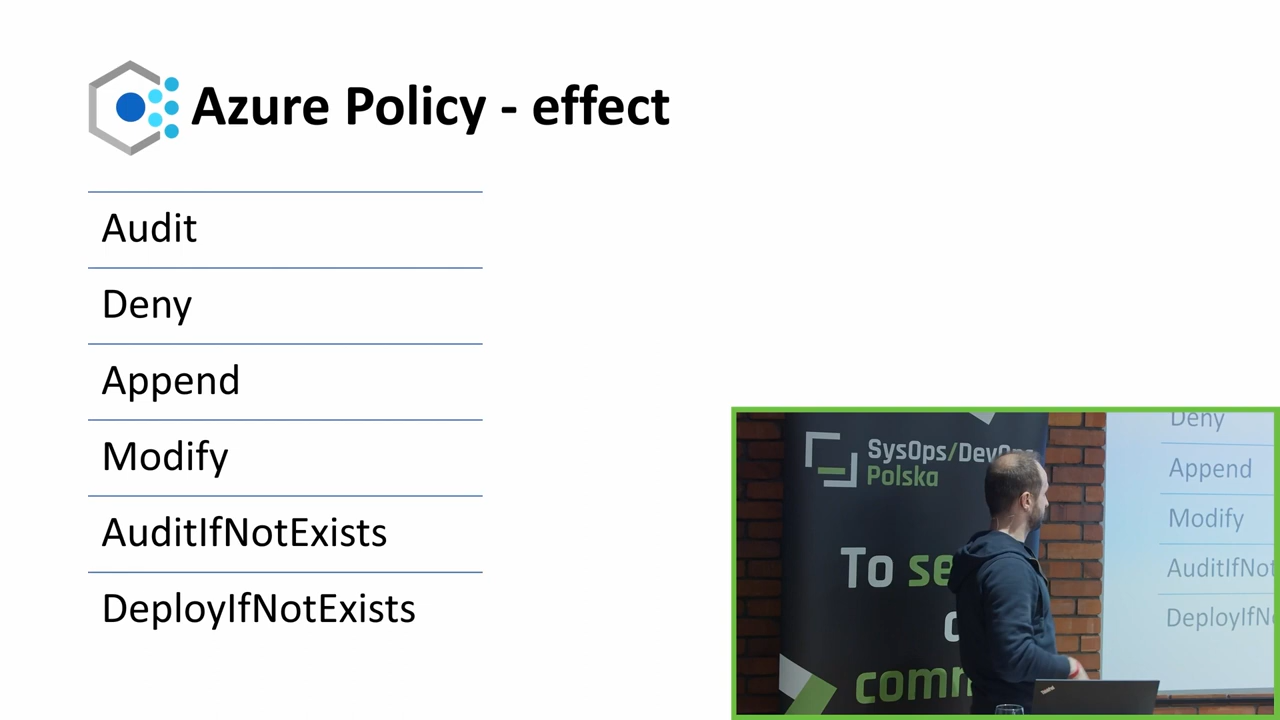 Azure Policy - effect
Audit
Deny
Append
Modify
AuditIfNotExists
DeployIfNotExists
SysOps/DevOps
Polska
To se
comm
Deny
Append
Modify
AuditIfNot
DeployIfN